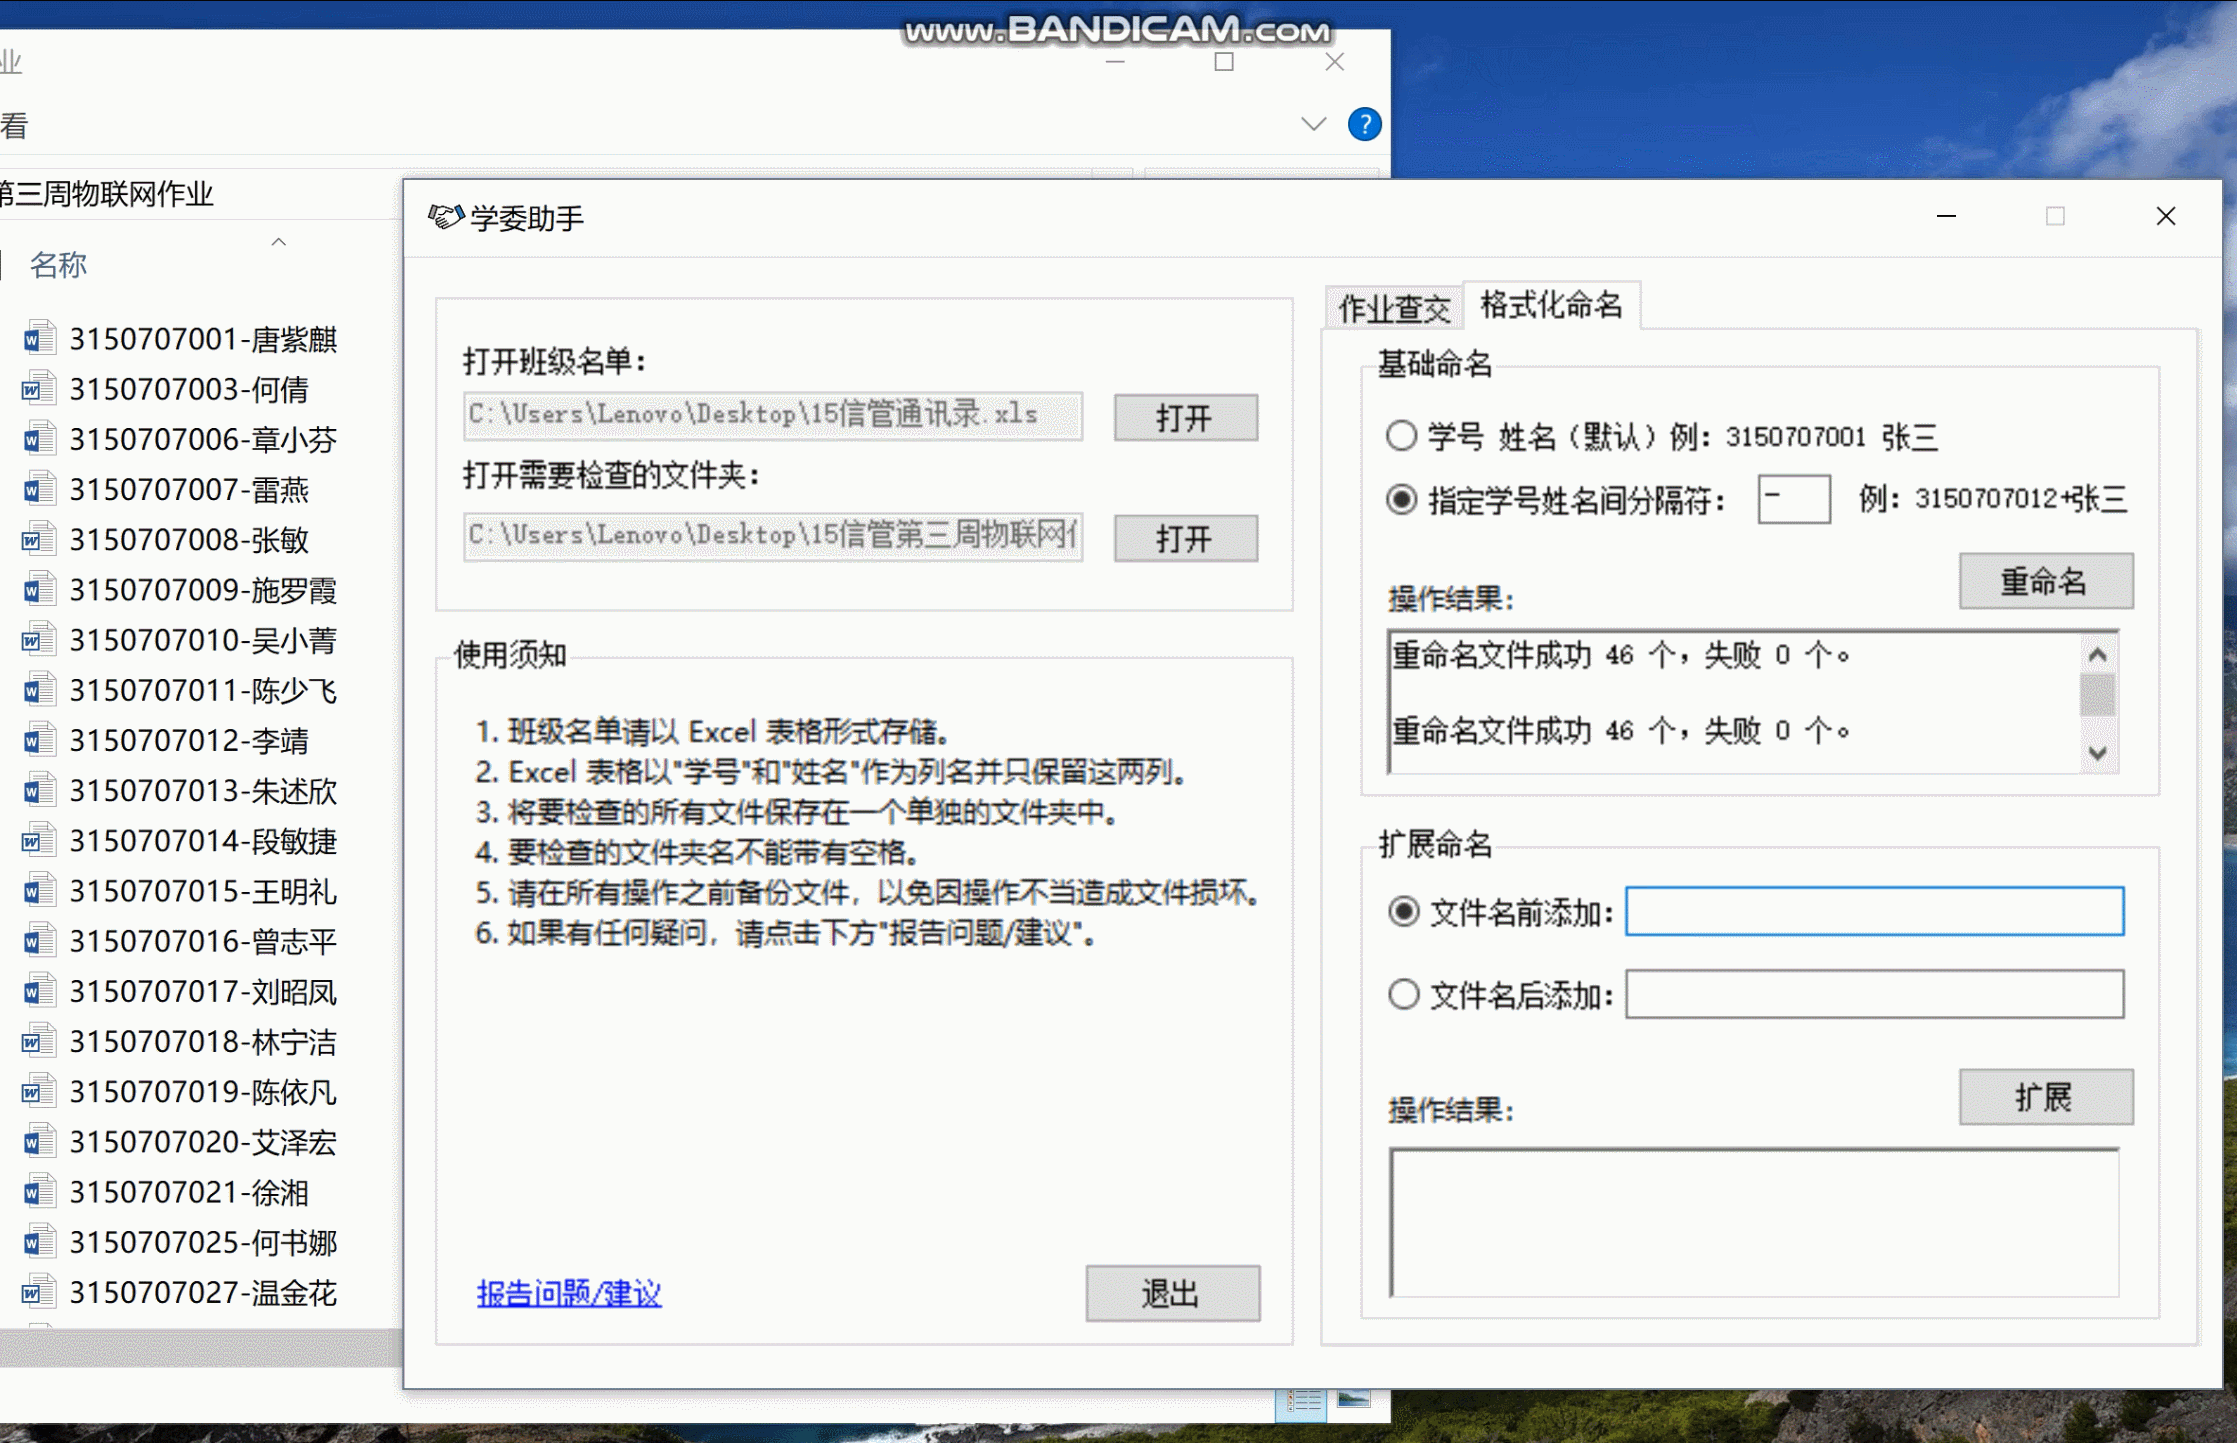 www.BANDICAM.com
业
看
第三周物联网作业
名称
3150707001-唐紫麒
3150707003-何倩
3150707006-章小芬
3150707007-雷燕
3150707008-张敏
3150707009-施罗霞
3150707010-吴小菁
3150707011-陈少飞
3150707012-李靖
3150707013-朱述欣
3150707014-段敏捷
3150707015-王明礼
3150707016-曾志平
3150707017-刘昭凤
3150707018-林宁洁
3150707019-陈依凡
3150707020-艾泽宏
3150707021-徐湘
3150707025-何书娜
3150707027-温金花
学委助手
打开班级名单：
C:\Users\Lenovo\Desktop\15信管通讯录.xls
打开
打开需要检查的文件夹：
C:\Users\Lenovo\Desktop\15信管第三周物联网
打开
使用须知
1. 班级名单请以 Excel 表格形式存储。
2. Excel 表格以"学号"和"姓名"作为列名并只保留这两列。
3. 将要检查的所有文件保存在一个单独的文件夹中。
4. 要检查的文件夹名不能带有空格。
5. 请在所有操作之前备份文件，以免因操作不当造成文件损坏。
6. 如果有任何疑问，请点击下方"报告问题/建议"。
报告问题/建议
退出
作业查交
格式化命名
基础命名
学号 姓名（默认）例：3150707001 张三
指定学号姓名间分隔符： - 例：3150707012+张三
重命名
操作结果：
重命名文件成功 46 个，失败 0 个。
重命名文件成功 46 个，失败 0 个。
扩展命名
文件名前添加：
文件名后添加：
扩展
操作结果：